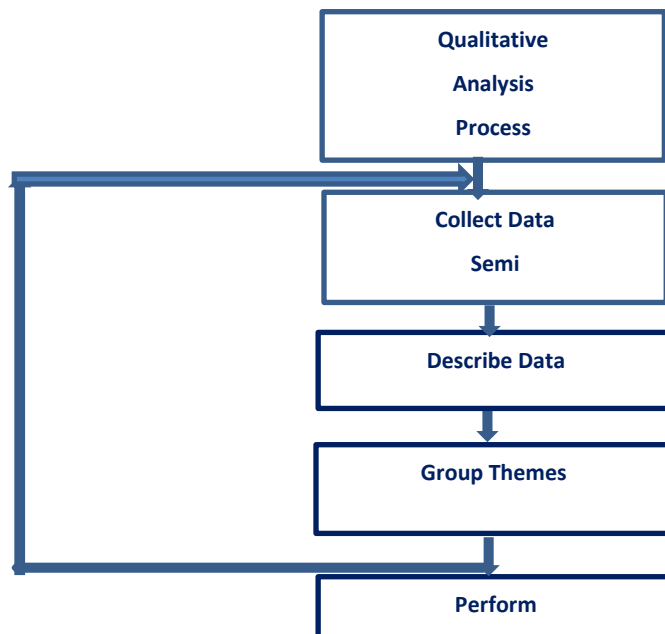 Qualitative
Analysis
Process
Collect Data
Semi
Describe Data
Group Themes
Perform